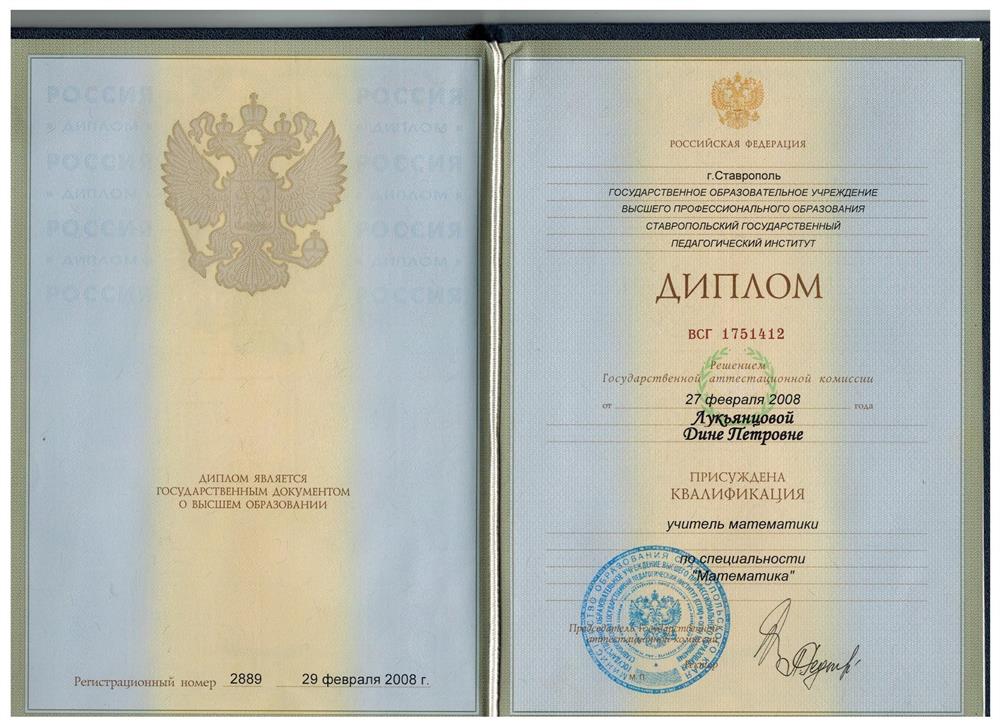 РОССИЯ РОССИЯ
ДИПЛОМ ДИПЛОМ
РОССИЯ РОССИЯ
ДИПЛОМ ДИПЛОМ
РОССИЯ РОССИЯ
ДИПЛОМ ДИПЛОМ
РОССИЯ РОССИЯ
ДИПЛОМ ЯВЛЯЕТСЯ
ГОСУДАРСТВЕННЫМ ДОКУМЕНТОМ
О ВЫСШЕМ ОБРАЗОВАНИИ
Регистрационный номер 2889 29 февраля 2008 г.
РОССИЙСКАЯ ФЕДЕРАЦИЯ
г.Ставрополь
ГОСУДАРСТВЕННОЕ ОБРАЗОВАТЕЛЬНОЕ УЧРЕЖДЕНИЕ
ВЫСШЕГО ПРОФЕССИОНАЛЬНОГО ОБРАЗОВАНИЯ
СТАВРОПОЛЬСКИЙ ГОСУДАРСТВЕННЫЙ
ПЕДАГОГИЧЕСКИЙ ИНСТИТУТ
ДИПЛОМ
ВСГ 1751412
Решением
Государственной аттестационной комиссии
от 27 февраля 2008 года
Лукьянцовой
Дине Петровне
ПРИСУЖДЕНА
КВАЛИФИКАЦИЯ
учитель математики
по специальности
"Математика"
Председатель Государственной
аттестационной комиссии
Ректор
М.П.